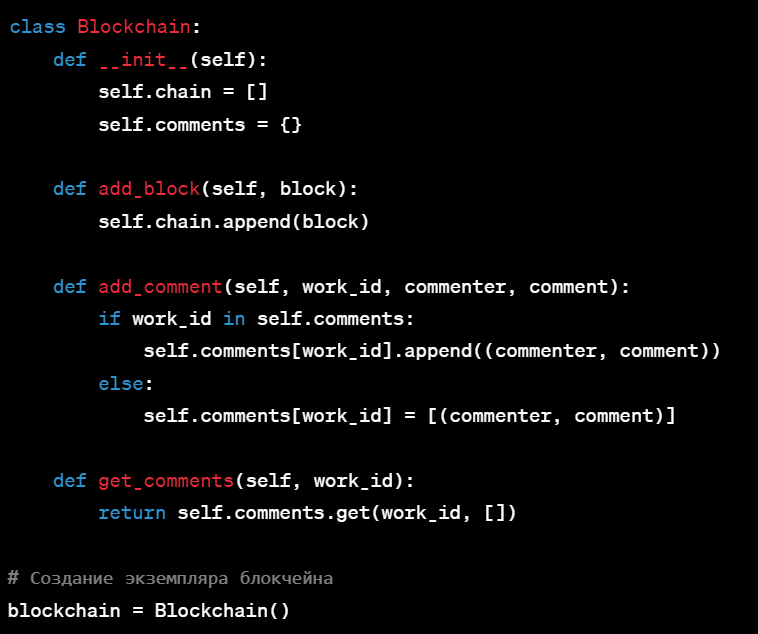 class Blockchain:
    def __init__(self):
        self.chain = []
        self.comments = {}

    def add_block(self, block):
        self.chain.append(block)

    def add_comment(self, work_id, commenter, comment):
        if work_id in self.comments:
            self.comments[work_id].append((commenter, comment))
        else:
            self.comments[work_id] = [(commenter, comment)]

    def get_comments(self, work_id):
        return self.comments.get(work_id, [])

# Создание экземпляра блокчейна
blockchain = Blockchain()